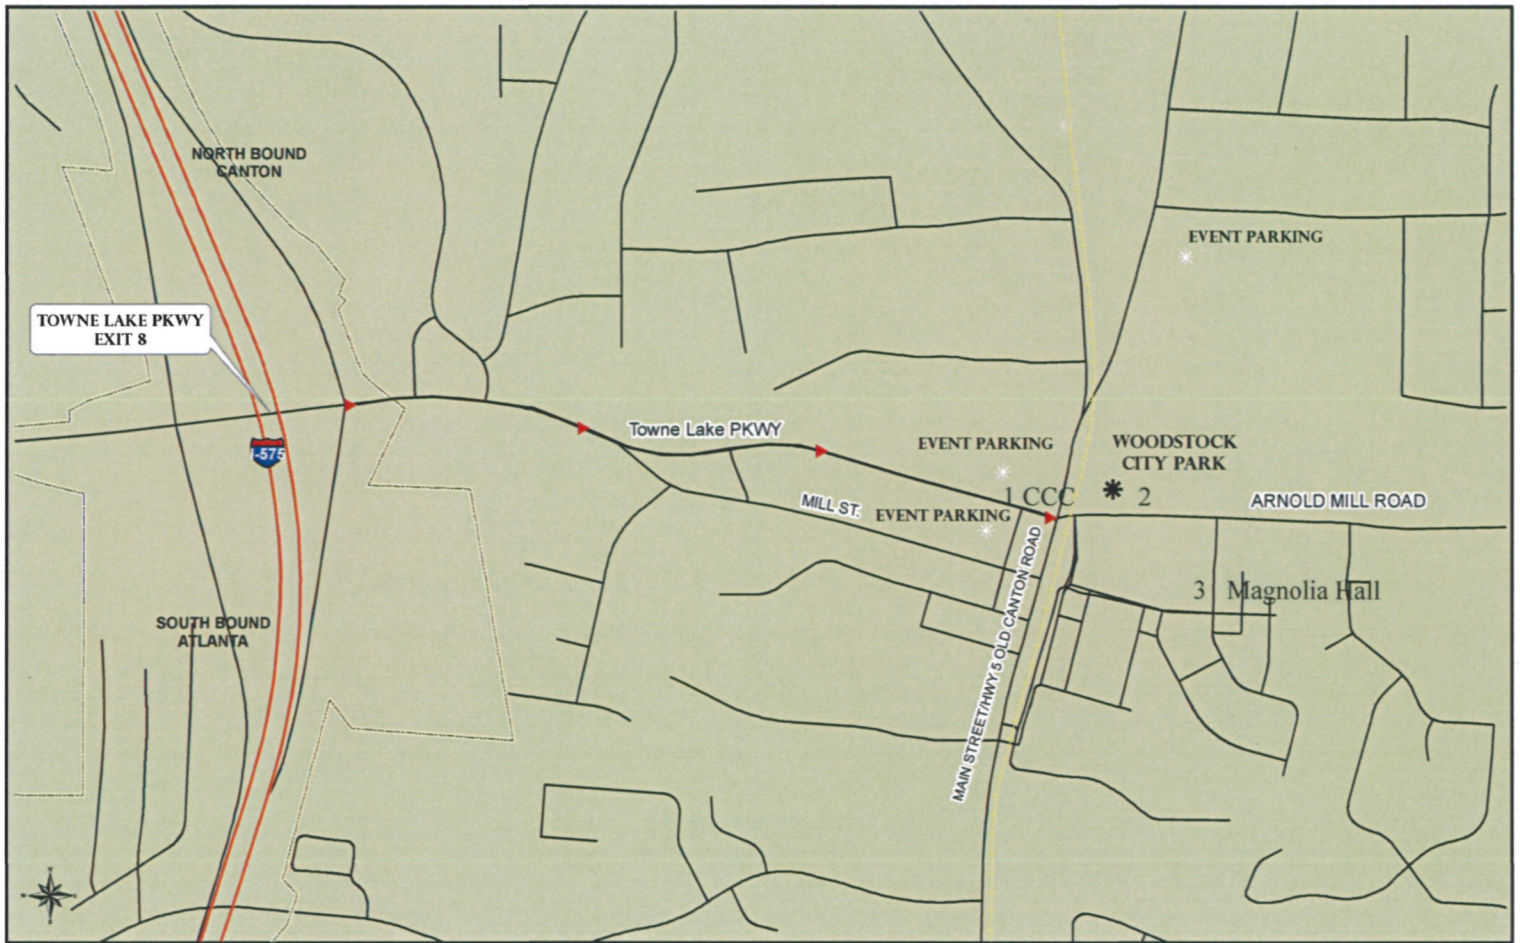 NORTH BOUND
CANTON
EVENT PARKING
TOWNE LAKE PKWY
EXIT 8
I-575
Towne Lake PKWY
EVENT PARKING
WOODSTOCK
CITY PARK
1 CCC
2
MILL ST.
EVENT PARKING
ARNOLD MILL ROAD
MAIN STREET/HWY 5 OLD CANTON ROAD
3 Magnolia Hall
SOUTH BOUND
ATLANTA